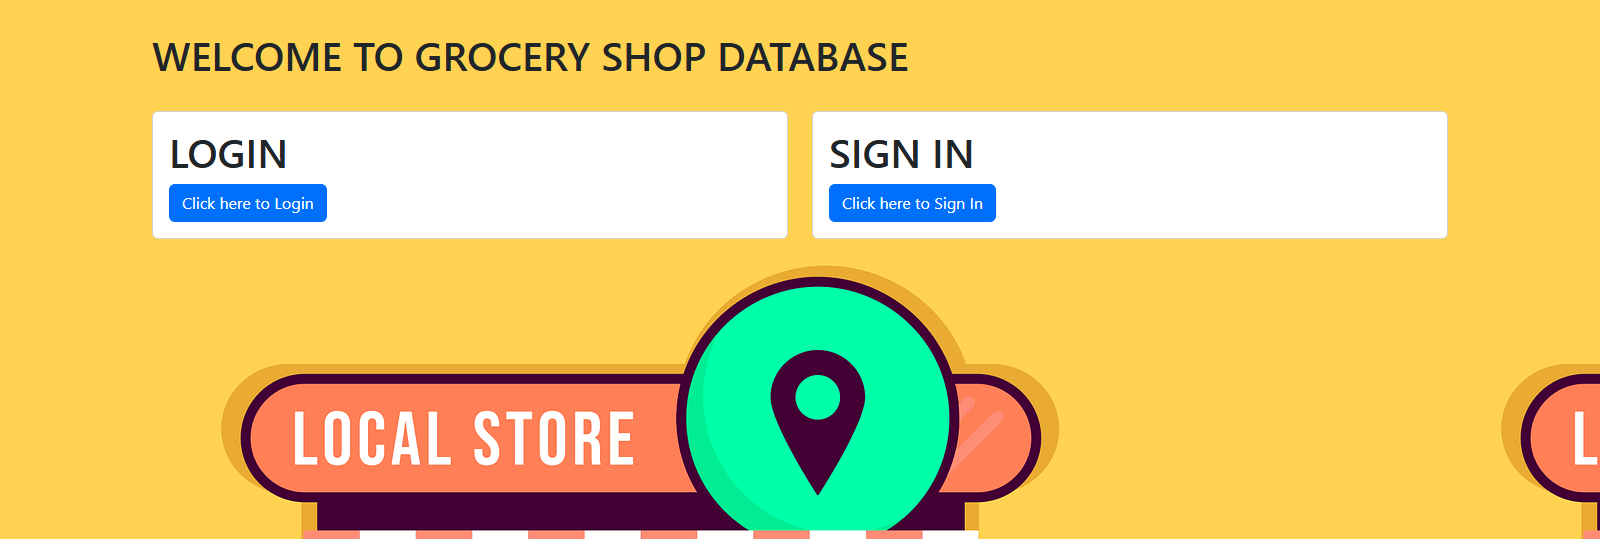 WELCOME TO GROCERY SHOP DATABASE
LOGIN
Click here to Login
SIGN IN
Click here to Sign In
LOCAL STORE
L